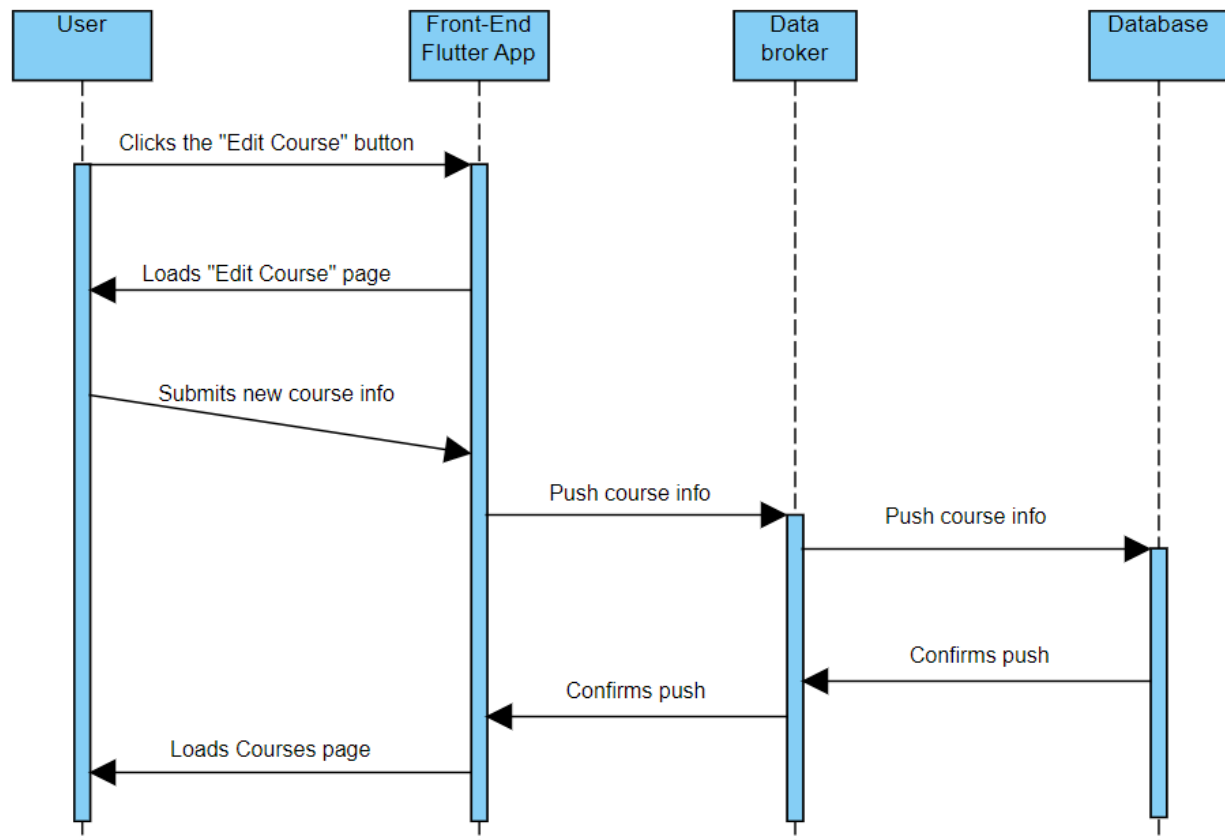 User
Front-End
Flutter App
Data
broker
Database
Clicks the "Edit Course" button
Loads "Edit Course" page
Submits new course info
Push course info
Push course info
Confirms push
Confirms push
Loads Courses page